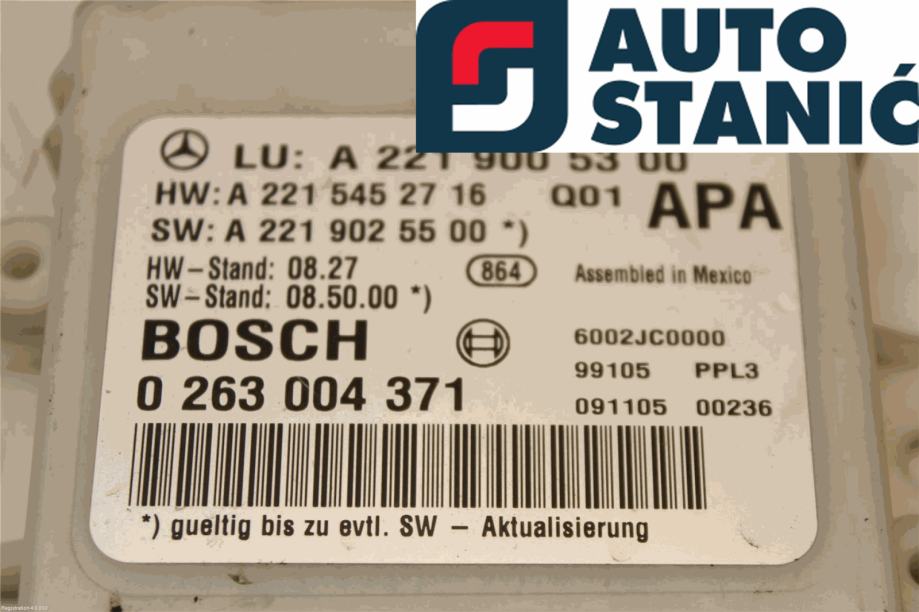 AUTO
STANIĆ
LU: A 221 900 53 00
HW: A 221 545 27 16 Q01 APA
SW: A 221 902 55 00 *)
HW-Stand: 08.27 864 Assembled in Mexico
SW-Stand: 08.50.00 *)
BOSCH 6002JC0000
99105 PPL3
0 263 004 371 091105 00236
*) gueltig bis zu evtl. SW - Aktualisierung